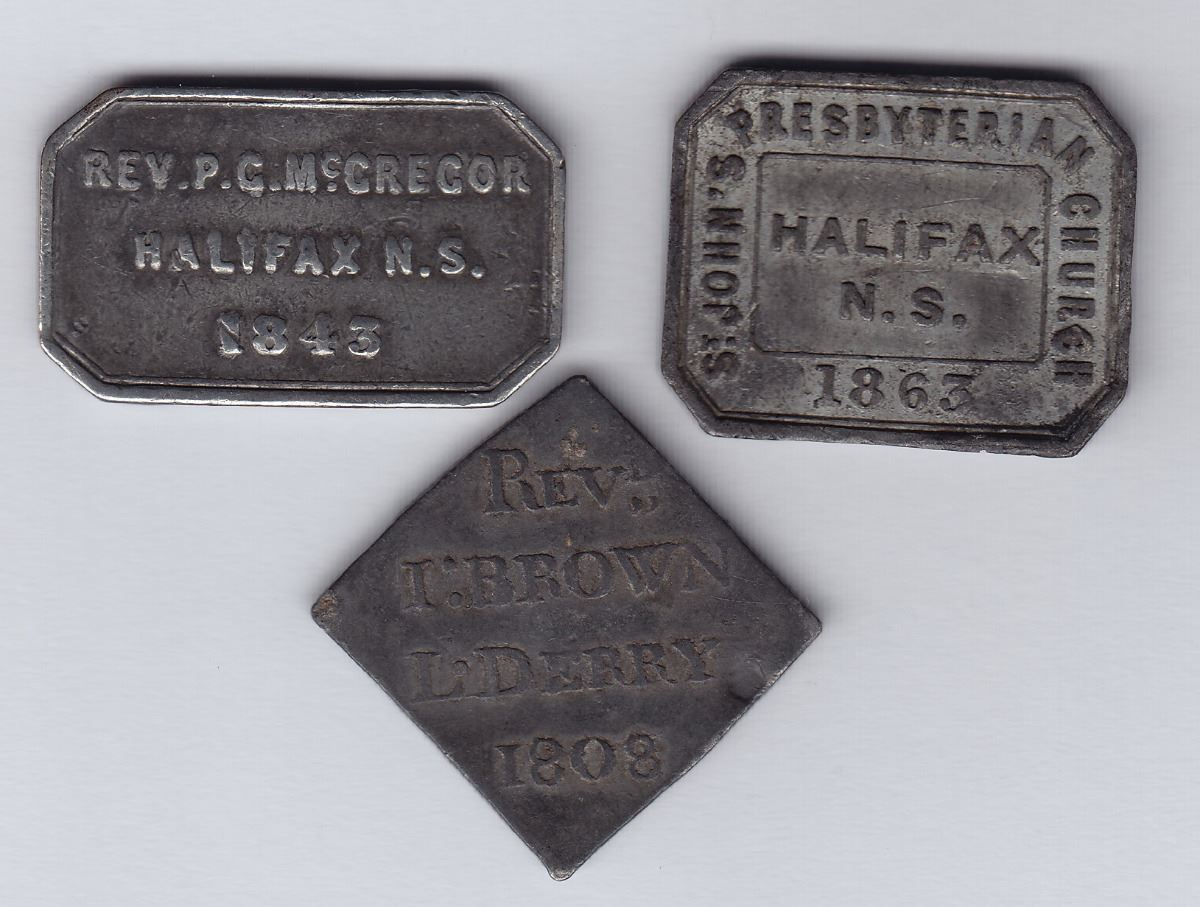 REV. P. G. McGREGOR
HALIFAX N.S.
1843
ST. JOHN'S PRESBYTERIAN CHURCH
HALIFAX
N.S.
1863
REV:D
I:BROWN
L:DERRY
1808